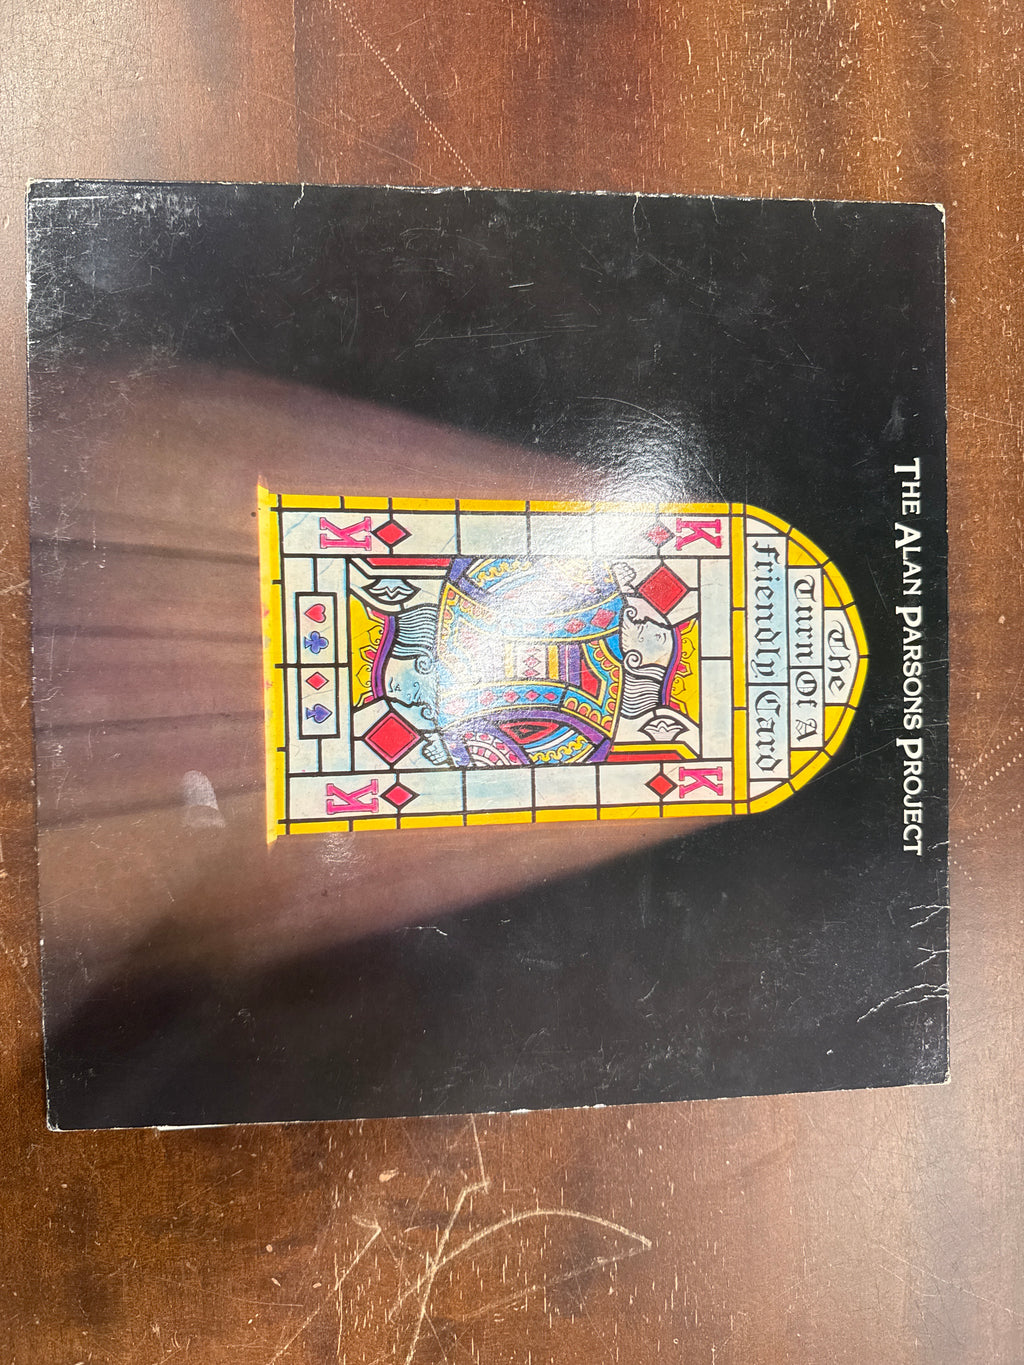 THE ALAN PARSONS PROJECT
The
Turn Of A
Friendly Card
K K
K K